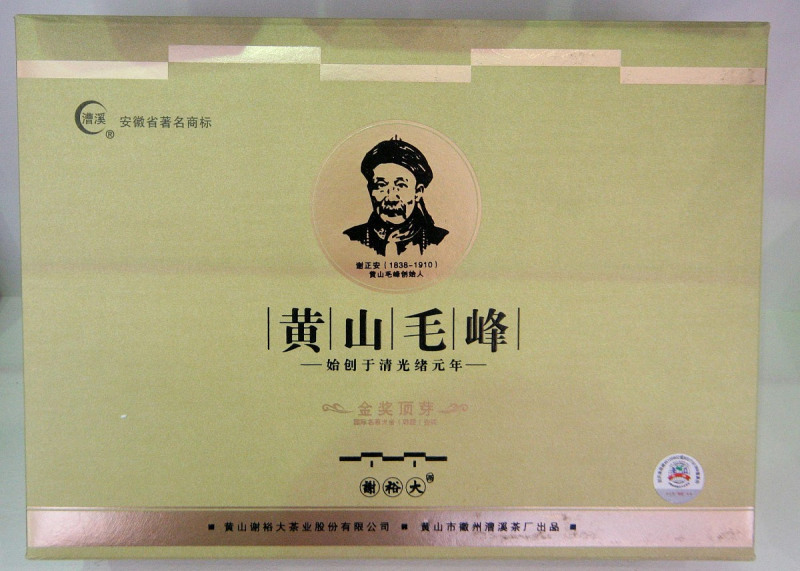 漕溪® 安徽省著名商标
谢正安（1838-1910）
黄山毛峰创始人
黄山毛峰
始创于清光绪元年
金奖顶芽
謝裕大®
黄山谢裕大茶业股份有限公司 黄山市徽州漕溪茶厂出品